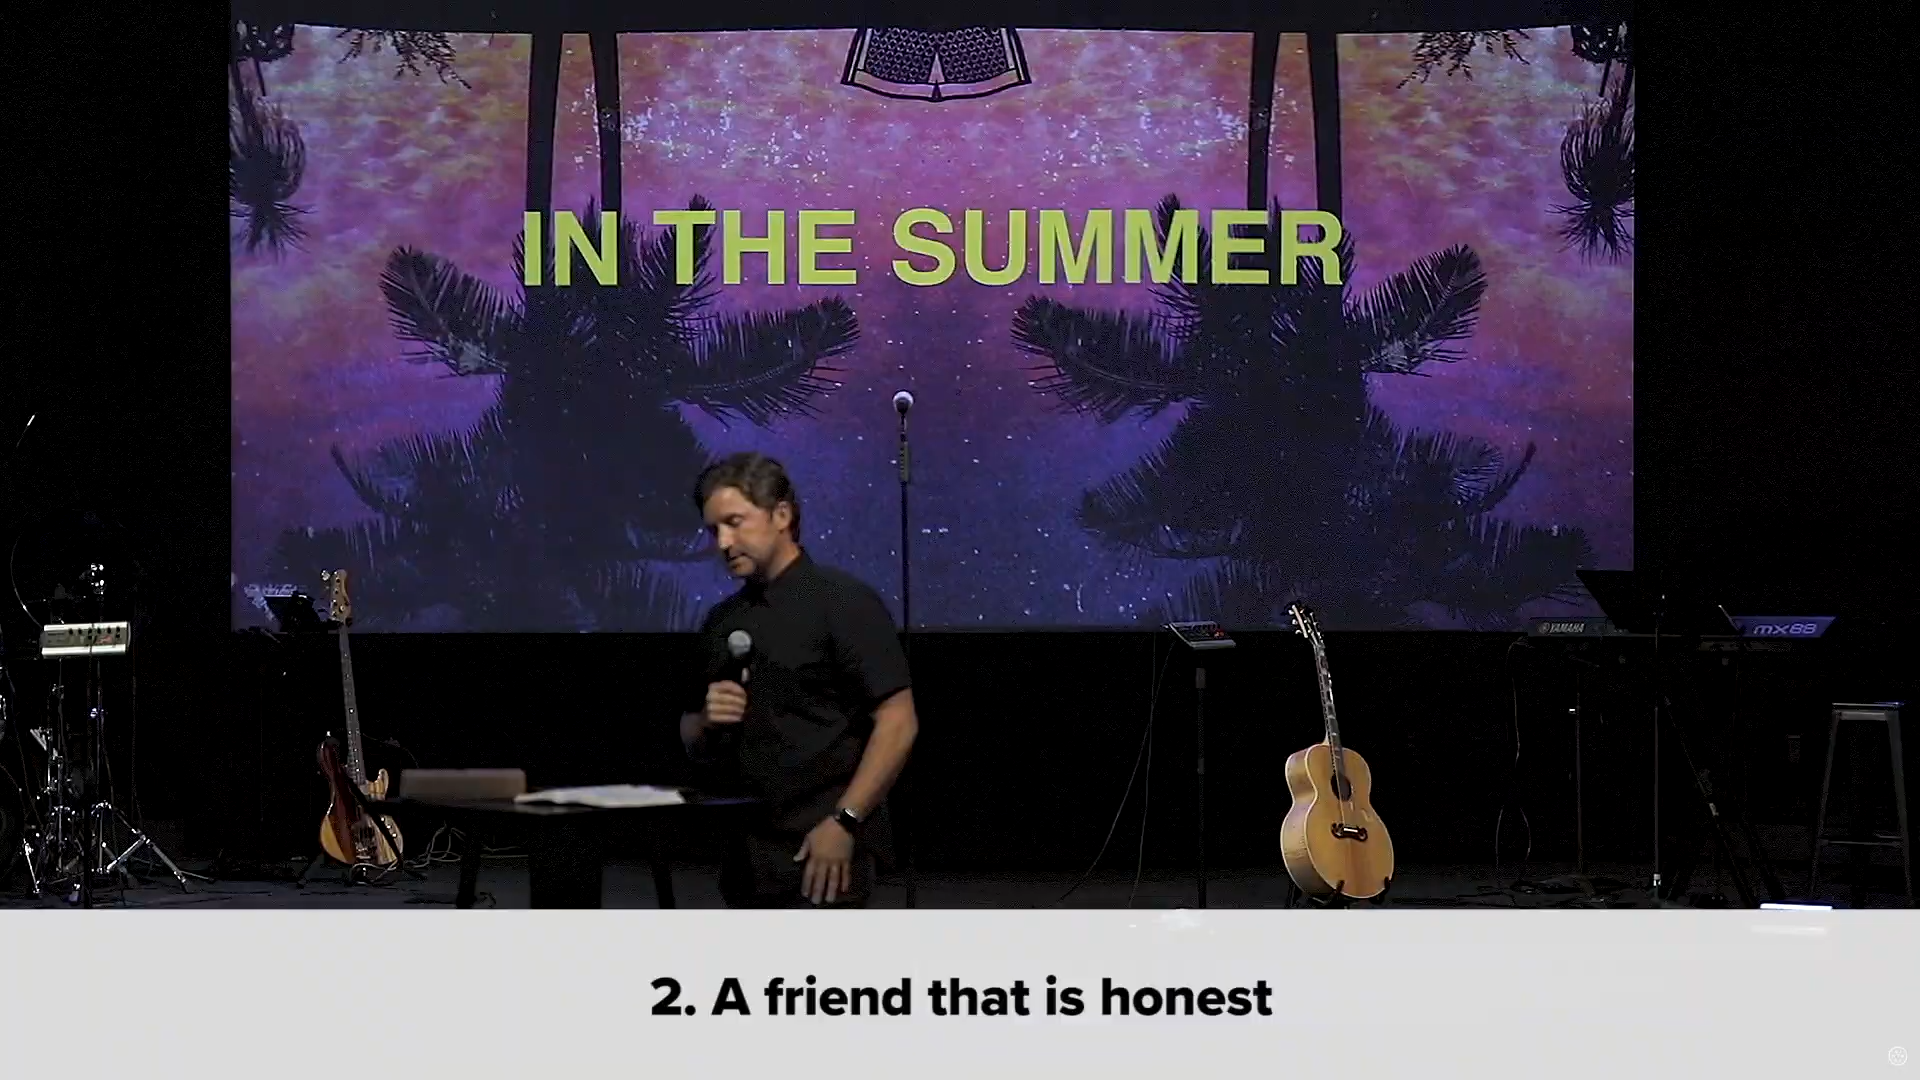 IN THE SUMMER
YAMAHA
MX88
2. A friend that is honest